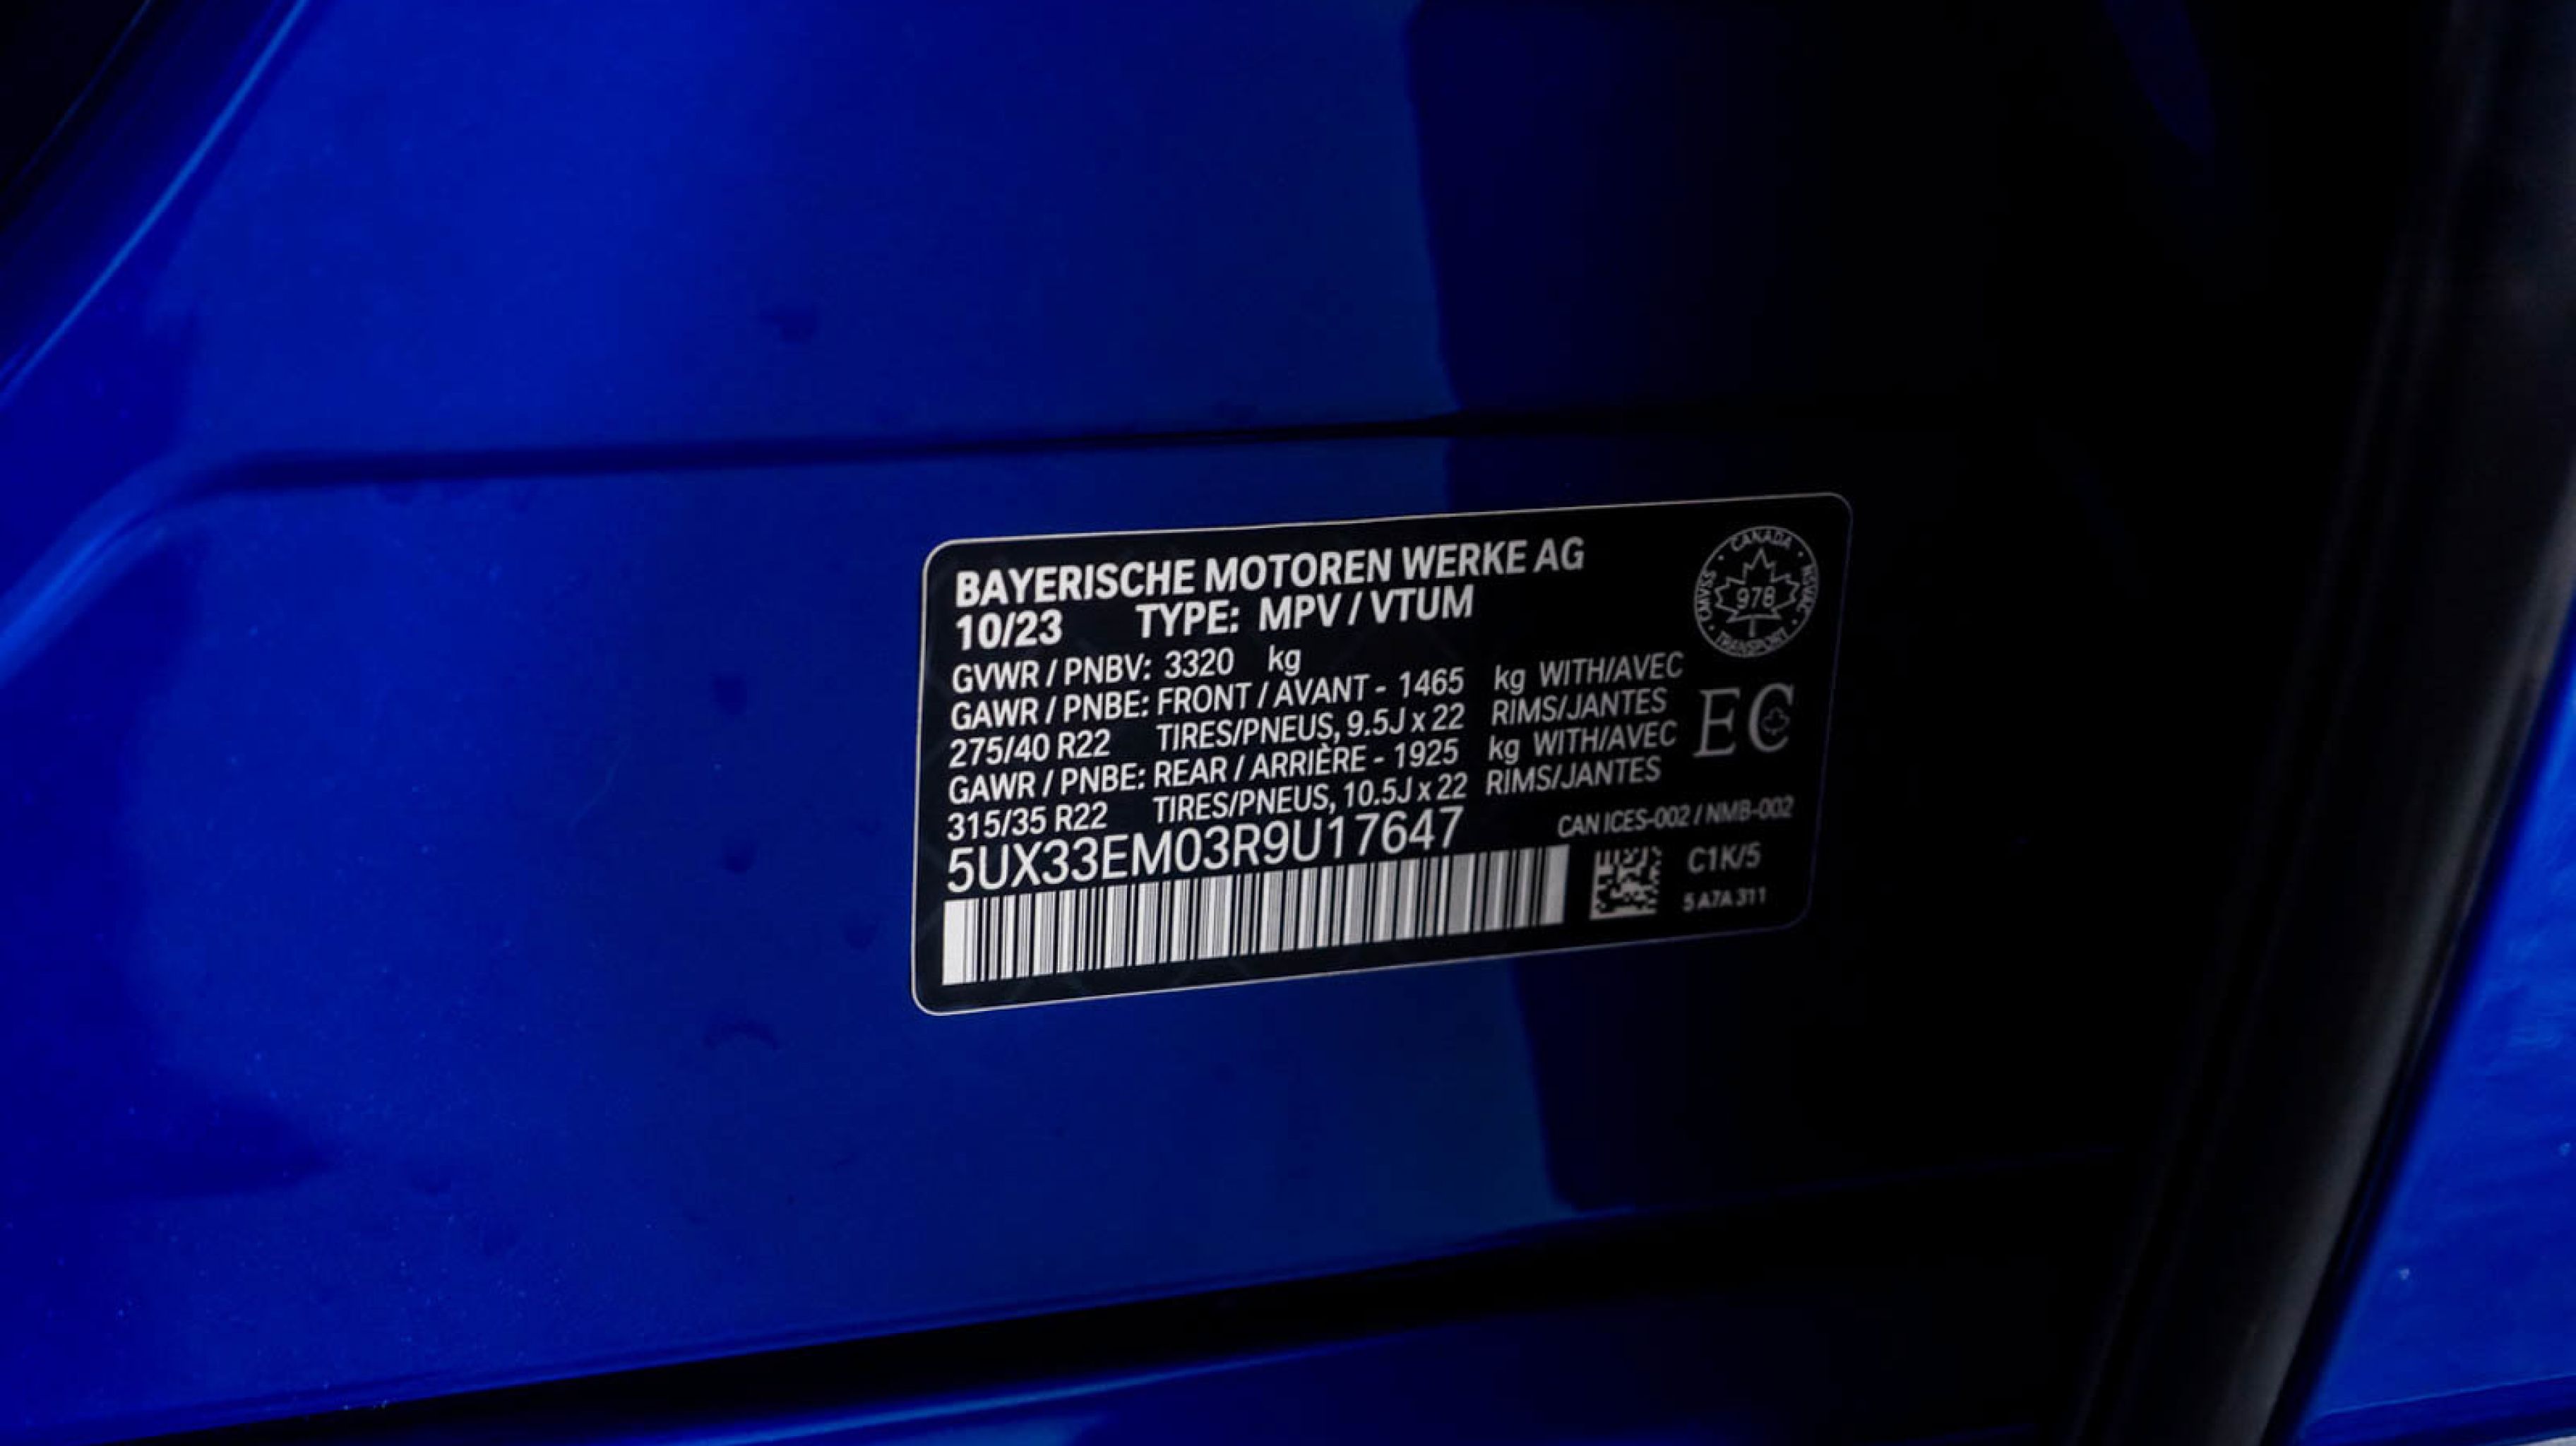 BAYERISCHE MOTOREN WERKE AG
10/23 TYPE: MPV / VTUM
GVWR / PNBV: 3320 kg
GAWR / PNBE: FRONT / AVANT - 1465 kg WITH/AVEC
275/40 R22 TIRES/PNEUS, 9.5J x 22 RIMS/JANTES
GAWR / PNBE: REAR / ARRIÈRE - 1925 kg WITH/AVEC
315/35 R22 TIRES/PNEUS, 10.5J x 22 RIMS/JANTES
5UX33EM03R9U17647
CANADA
NSVAC
TRANSPORT
CMVSS
978
EC
CAN ICES-002 / NMB-002
C1K/5
5 A7A 311